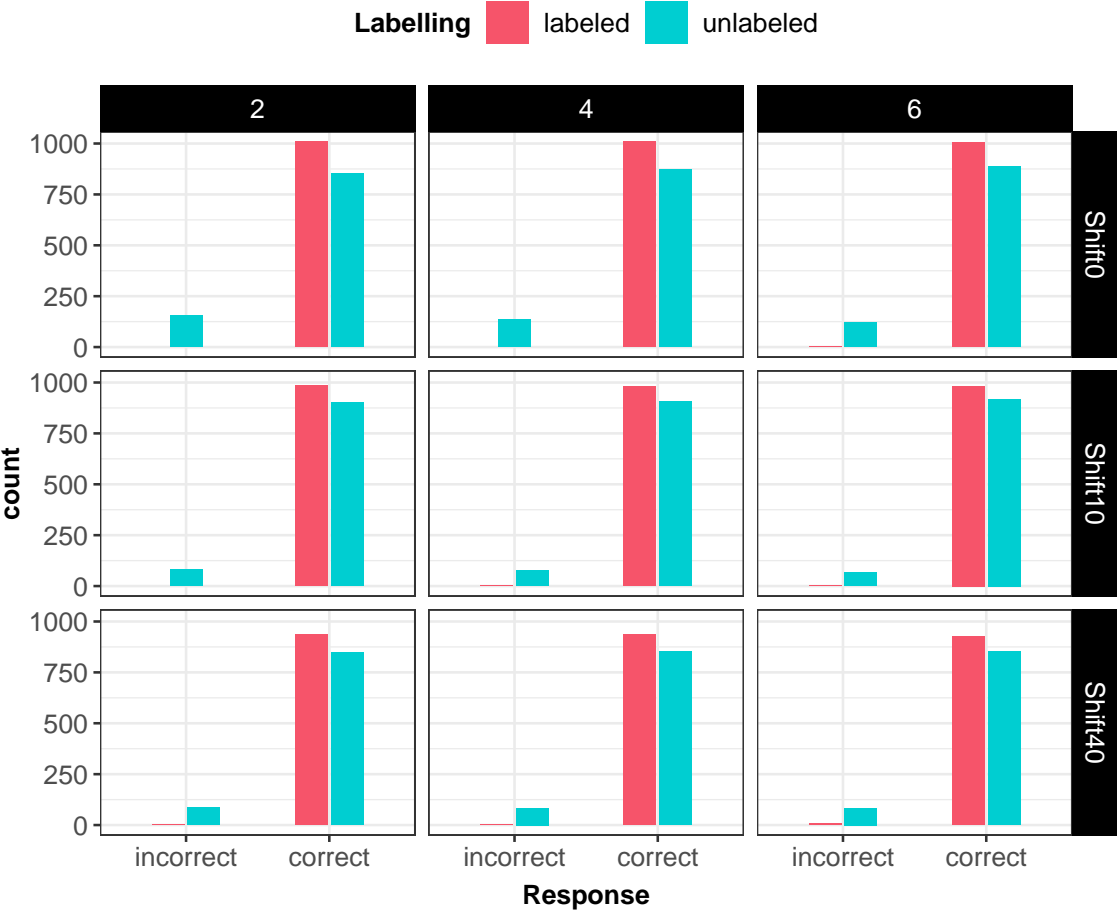 Labelling labeled unlabeled
2 4 6
1000
750
500
250
0
Shift0
1000
750
500
250
0
Shift10
count
1000
750
500
250
0
Shift40
incorrect correct incorrect correct incorrect correct
Response